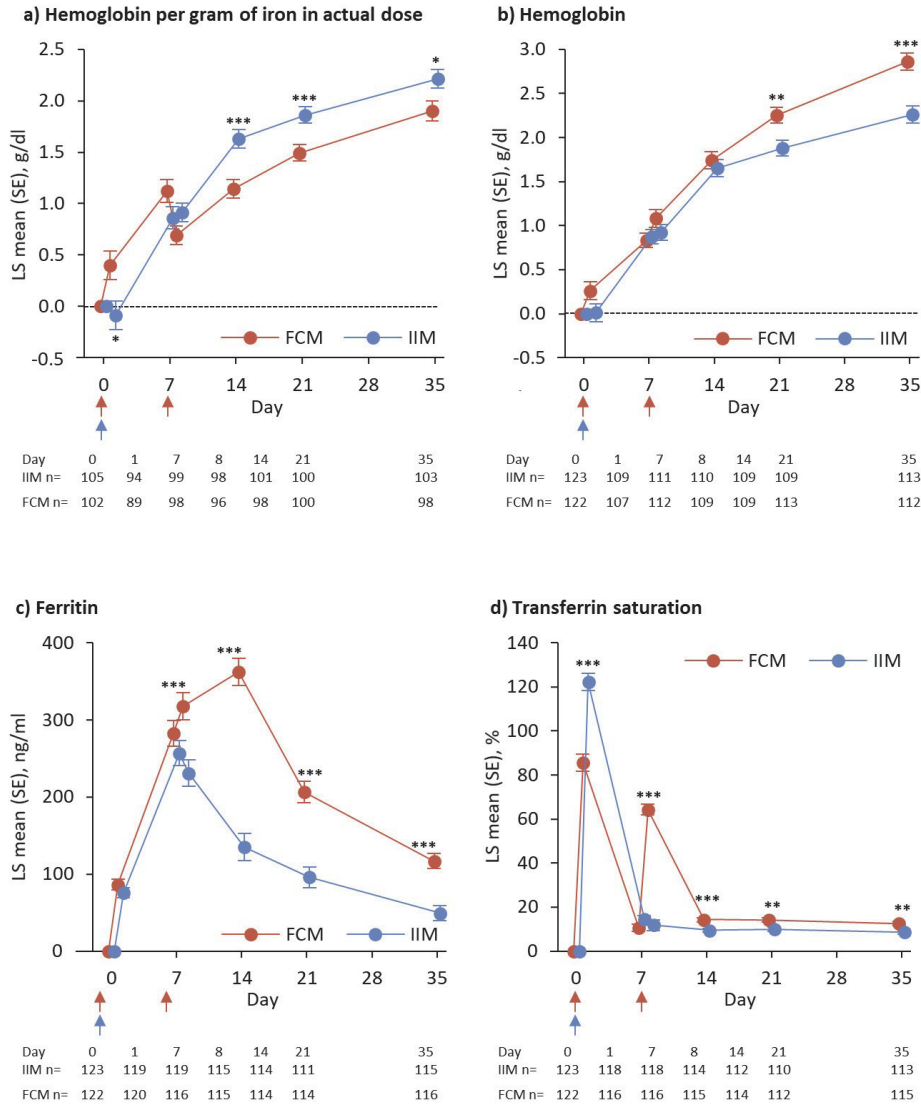 a) Hemoglobin per gram of iron in actual dose
LS mean (SE), g/dl
2.5
2.0
1.5
1.0
0.5
0.0
-0.5
*
***
***
*
FCM
IIM
0 7 14 21 28 35
Day
Day 0 1 7 8 14 21 35
IIM n= 105 94 99 98 101 100 103
FCM n= 102 89 98 96 98 100 98
b) Hemoglobin
LS mean (SE), g/dl
3.0
2.5
2.0
1.5
1.0
0.5
0.0
-0.5
**
***
FCM
IIM
0 7 14 21 28 35
Day
Day 0 1 7 8 14 21 35
IIM n= 123 109 111 110 109 109 113
FCM n= 122 107 112 109 109 113 112
c) Ferritin
LS mean (SE), ng/ml
400
300
200
100
0
***
***
***
***
FCM
IIM
0 7 14 21 28 35
Day
Day 0 1 7 8 14 21 35
IIM n= 123 119 119 115 114 111 115
FCM n= 122 120 116 115 114 114 116
d) Transferrin saturation
LS mean (SE), %
140
120
100
80
60
40
20
0
***
***
***
**
**
FCM
IIM
0 7 14 21 28 35
Day
Day 0 1 7 8 14 21 35
IIM n= 123 118 118 114 112 110 113
FCM n= 122 116 116 115 114 112 115